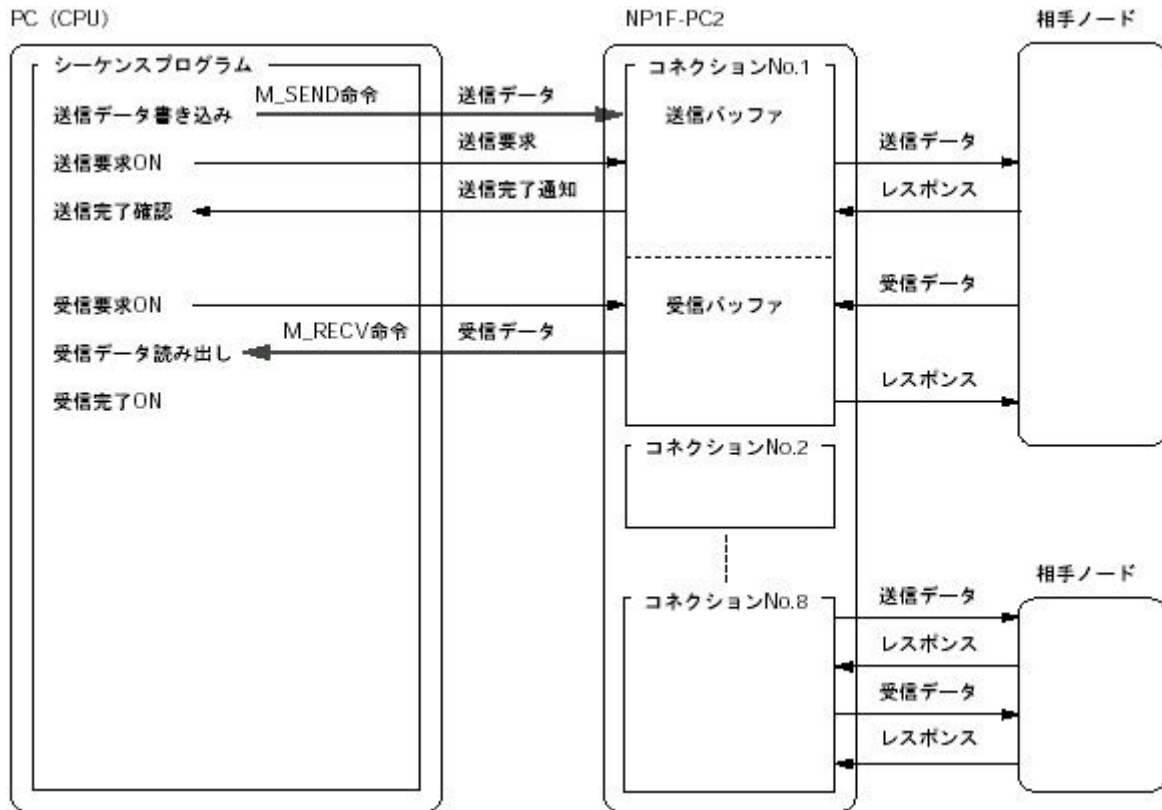 PC (CPU)
NP1F-PC2
相手ノード
シーケンスプログラム
コネクションNo.1
送信データ書き込み
M_SEND命令
送信データ
送信バッファ
送信要求ON
送信要求
送信データ
送信完了確認
送信完了通知
レスポンス
受信要求ON
受信バッファ
受信データ
受信データ読み出し
M_RECV命令
受信データ
受信完了ON
レスポンス
コネクションNo.2
相手ノード
コネクションNo.8
送信データ
レスポンス
受信データ
レスポンス